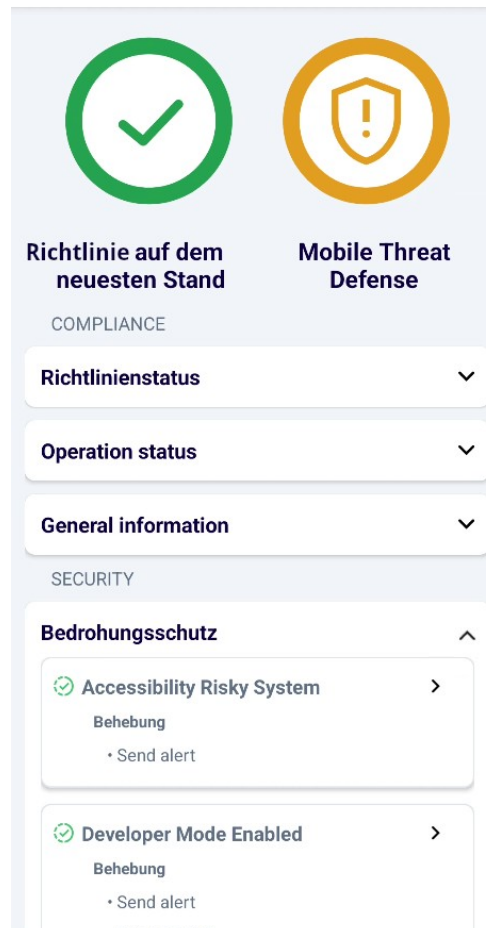 Richtlinie auf dem
neuesten Stand
Mobile Threat
Defense
COMPLIANCE
Richtlinienstatus
Operation status
General information
SECURITY
Bedrohungsschutz
Accessibility Risky System
Behebung
• Send alert
Developer Mode Enabled
Behebung
• Send alert